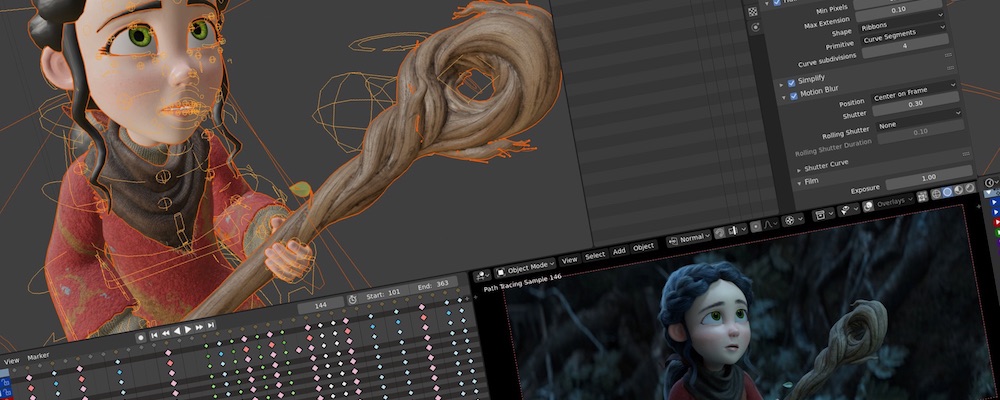 Min Pixels
0.10
Max Extension
Shape
Ribbons
Primitive
Curve Segments
Curve subdivisions
4
Simplify
Motion Blur
Position
Center on Frame
Shutter
0.30
Rolling Shutter
None
Rolling Shutter Duration
0.10
Shutter Curve
Film
Exposure
1.00
Object Mode
View
Select
Add
Object
Normal
Overlays
Path Tracing Sample 146
144
Start: 101
End: 363
View
Marker